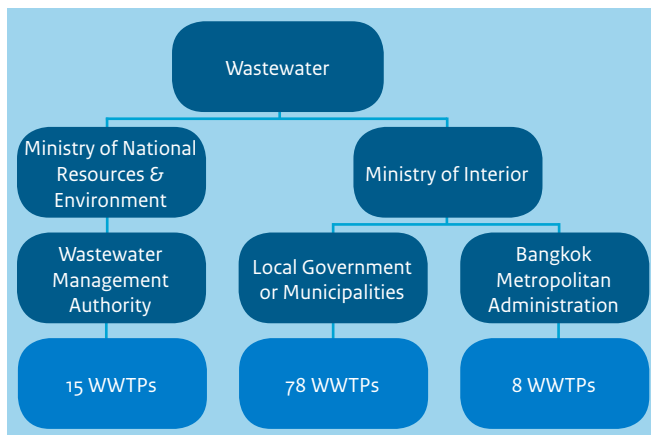 Wastewater
Ministry of National
Resources &
Environment
Ministry of Interior
Wastewater
Management
Authority
Local Government
or Municipalities
Bangkok
Metropolitan
Administration
15 WWTPs
78 WWTPs
8 WWTPs